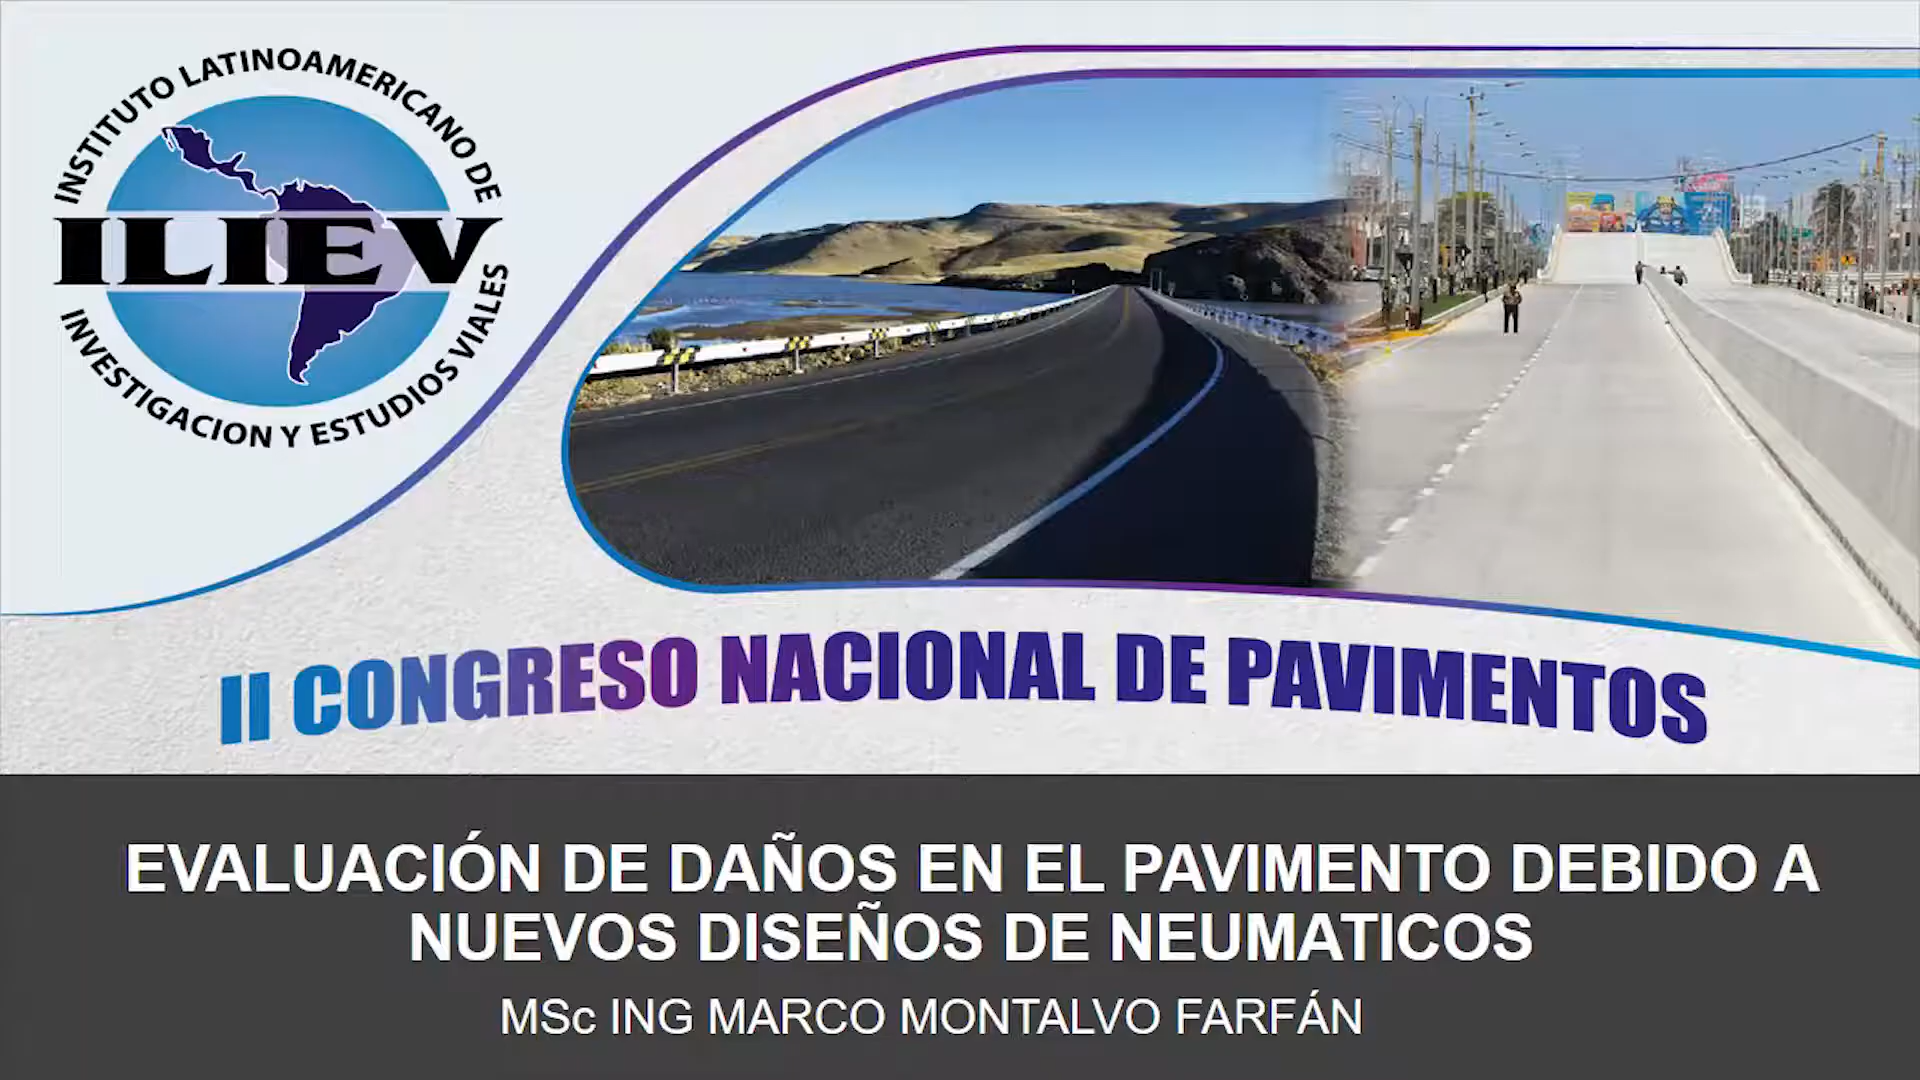 INSTITUTO LATINOAMERICANO DE
ILIEV
INVESTIGACION Y ESTUDIOS VIALES
II CONGRESO NACIONAL DE PAVIMENTOS
EVALUACIÓN DE DAÑOS EN EL PAVIMENTO DEBIDO A
NUEVOS DISEÑOS DE NEUMATICOS
MSc ING MARCO MONTALVO FARFÁN